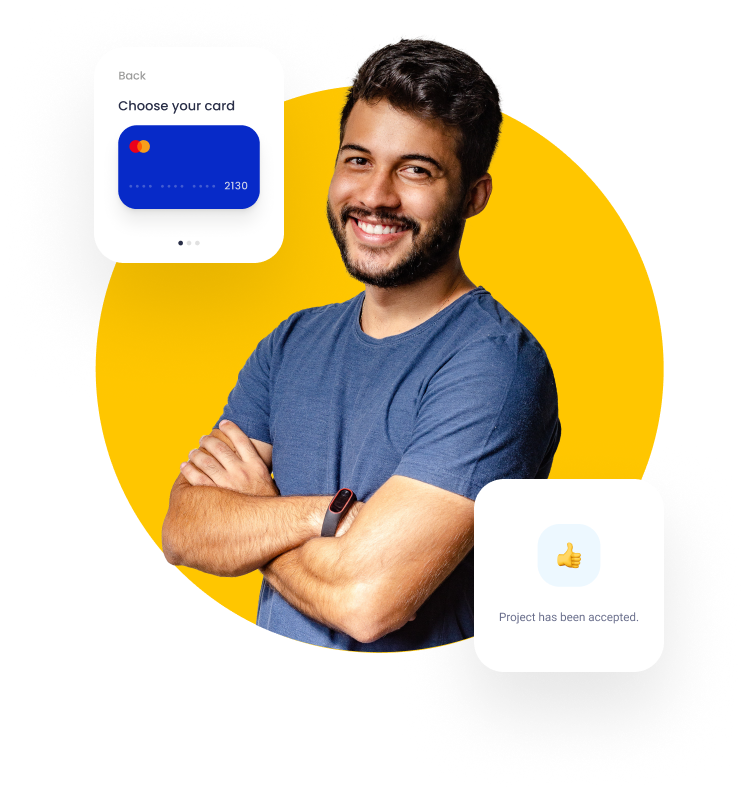 Back
Choose your card
•••• •••• •••• 2130
Project has been accepted.